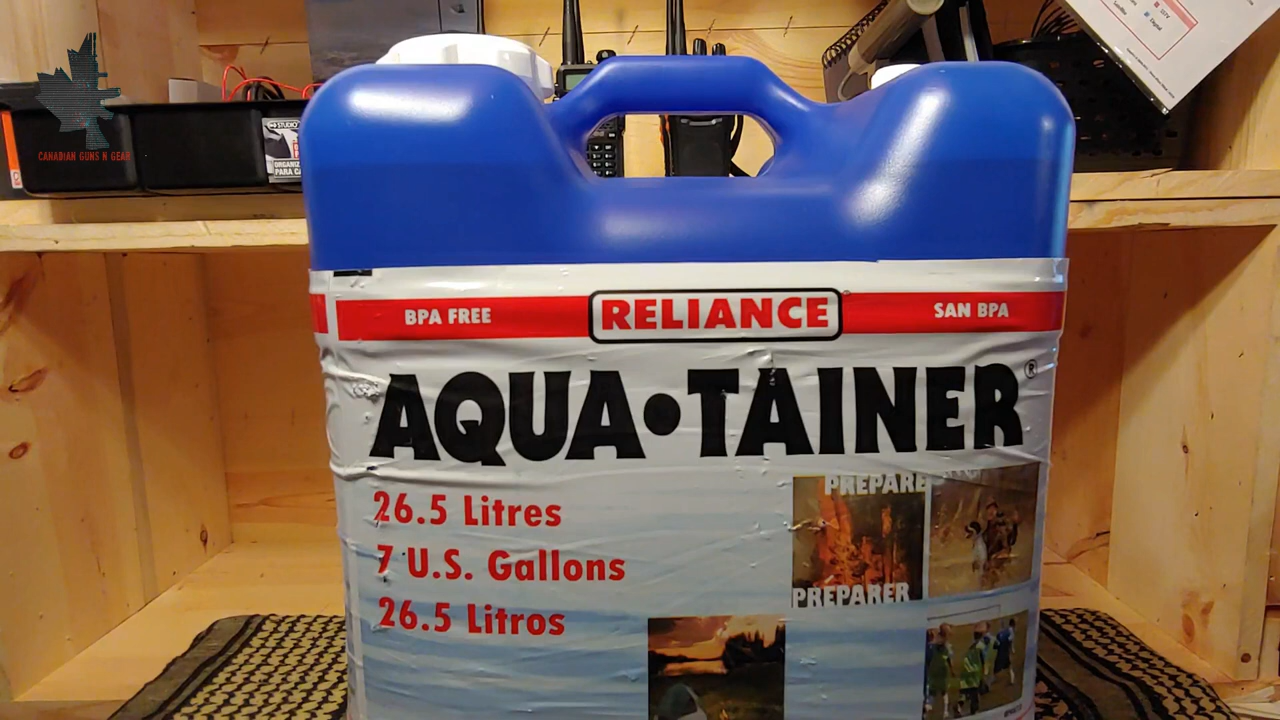 CANADIAN GUNS N GEAR
BPA FREE
RELIANCE
SAN BPA
AQUA•TAINER®
26.5 Litres
7 U.S. Gallons
26.5 Litros
PREPARE
PREPARER